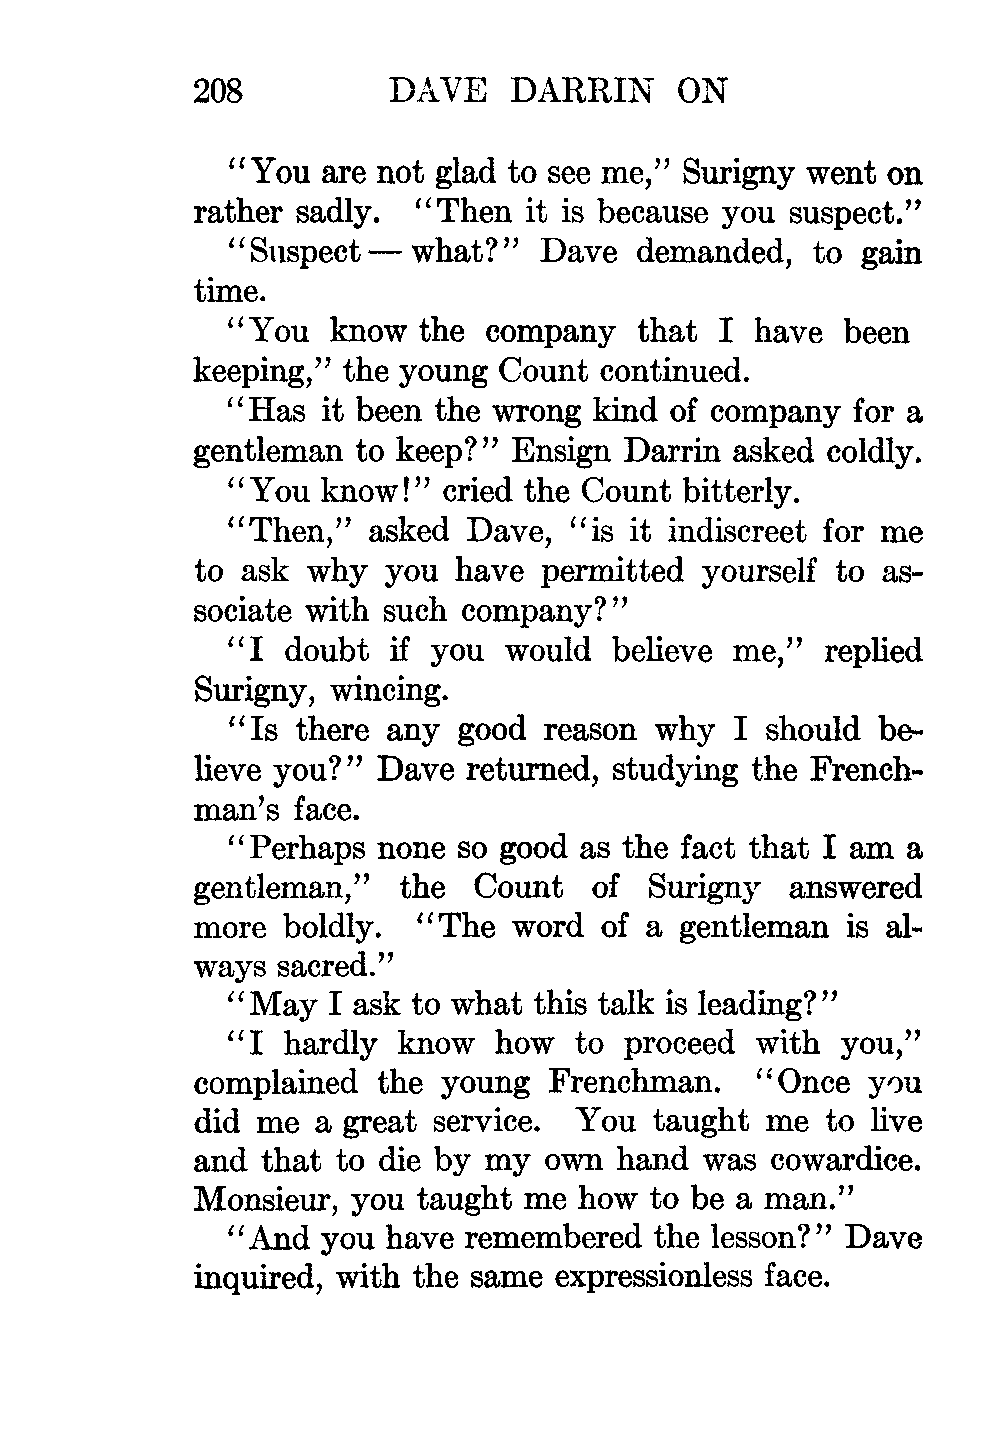 208 DAVE DARRIN ON
“You are not glad to see me,” Surigny went on
rather sadly. “Then it is because you suspect.”
“Suspect — what?” Dave demanded, to gain
time.
“You know the company that I have been
keeping,” the young Count continued.
“Has it been the wrong kind of company for a
gentleman to keep?” Ensign Darrin asked coldly.
“You know!” cried the Count bitterly.
“Then,” asked Dave, “is it indiscreet for me
to ask why you have permitted yourself to as-
sociate with such company?”
“I doubt if you would believe me,” replied
Surigny, wincing.
“Is there any good reason why I should be-
lieve you?” Dave returned, studying the French-
man’s face.
“Perhaps none so good as the fact that I am a
gentleman,” the Count of Surigny answered
more boldly. “The word of a gentleman is al-
ways sacred.”
“May I ask to what this talk is leading?”
“I hardly know how to proceed with you,”
complained the young Frenchman. “Once you
did me a great service. You taught me to live
and that to die by my own hand was cowardice.
Monsieur, you taught me how to be a man.”
“And you have remembered the lesson?” Dave
inquired, with the same expressionless face.